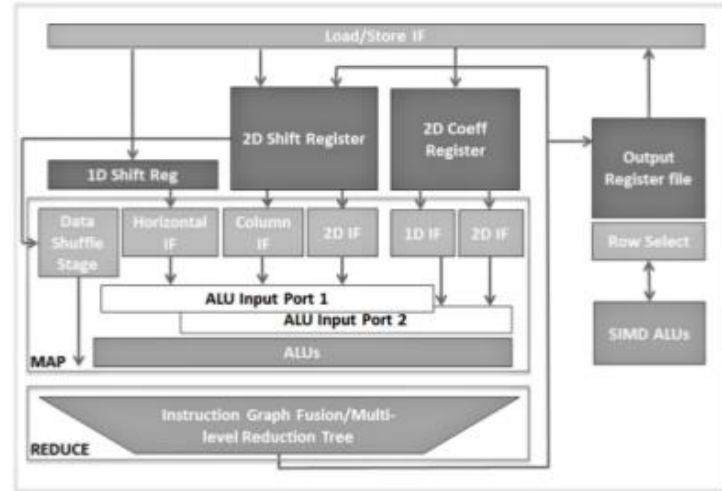 Load/Store IF
2D Shift
Register
2D Coeff
Register
Output
Register file
1D Shift Reg
Data
Shuffle
Stage
Horizontal
IF
Column
IF
2D IF
1D IF
2D IF
Row Select
ALU Input Port 1
ALU Input Port 2
SIMD ALUs
ALUs
MAP
Instruction Graph Fusion/Multi-
level Reduction Tree
REDUCE